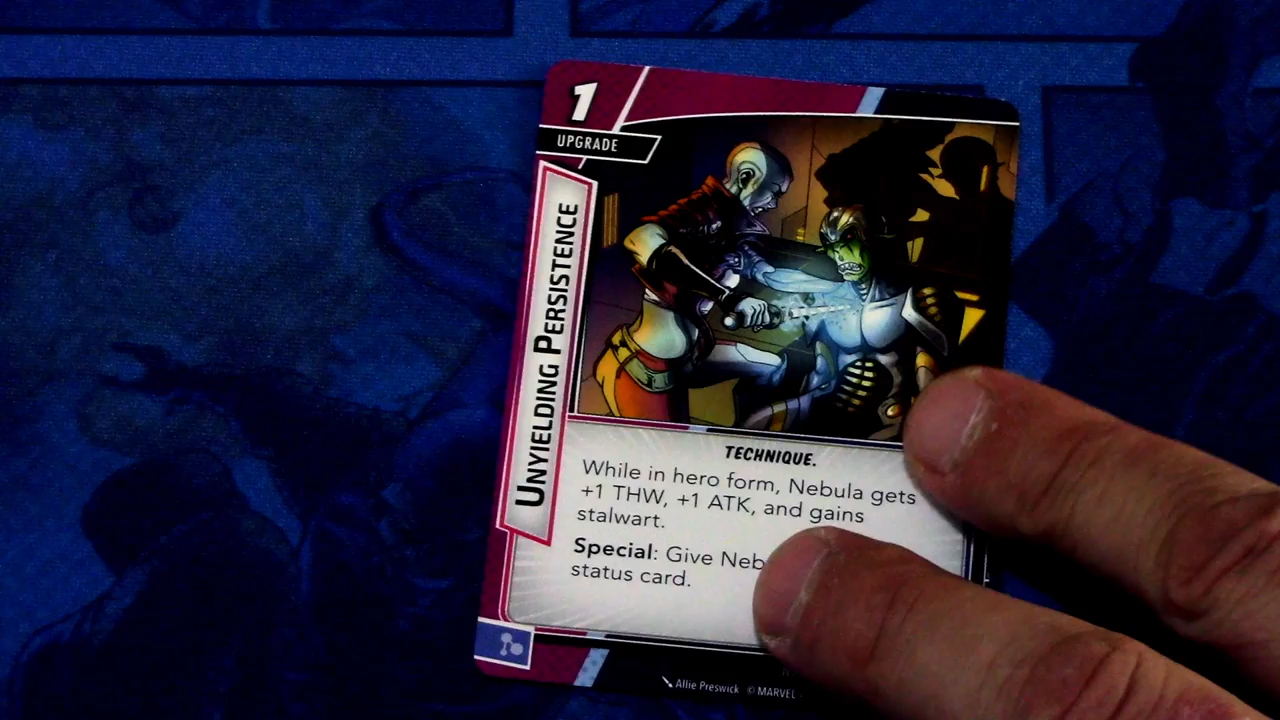 1
UPGRADE
UNYIELDING PERSISTENCE
TECHNIQUE.
While in hero form, Nebula gets
+1 THW, +1 ATK, and gains
stalwart.
Special: Give Neb
status card.
Allie Preswick © MARVEL